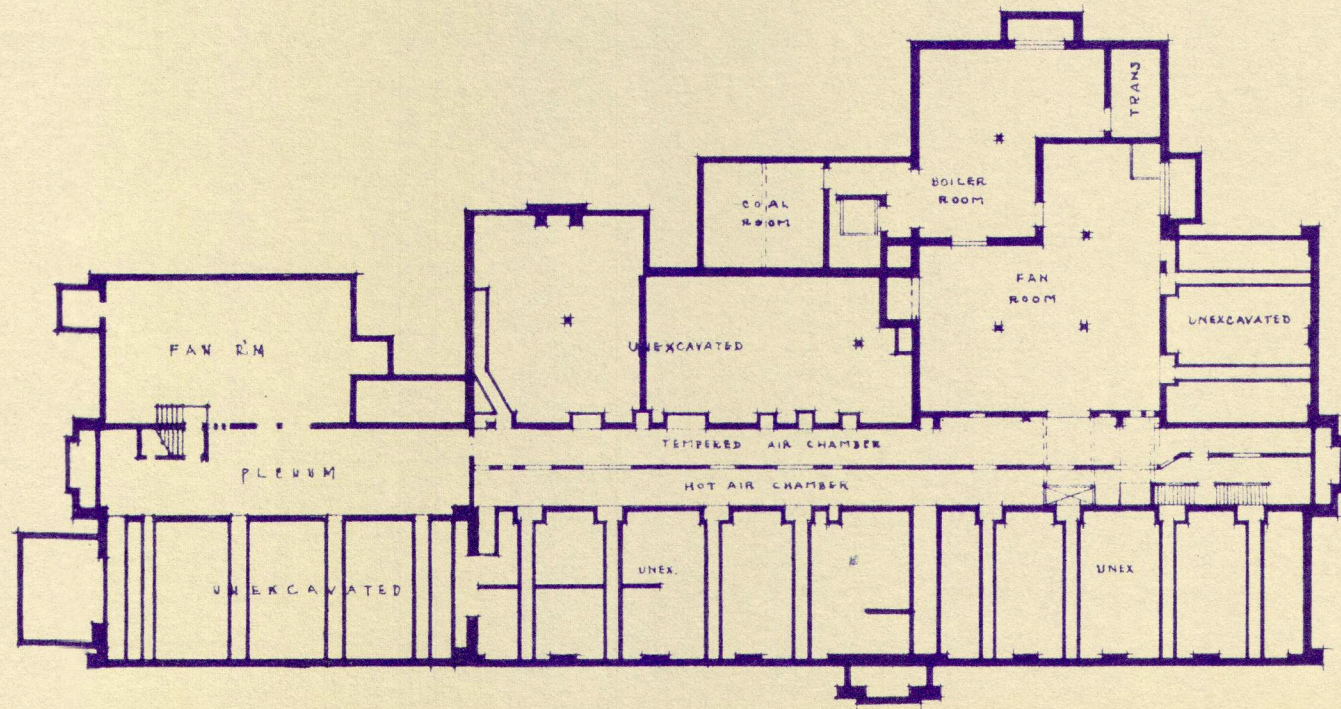 TRANS
BOILER
ROOM
COAL
ROOM
FAN
ROOM
UNEXCAVATED
FAN R'M
UNEXCAVATED
TEMPERED AIR CHAMBER
PLENUM
HOT AIR CHAMBER
UNEX.
UNEX
UNEXCAVATED